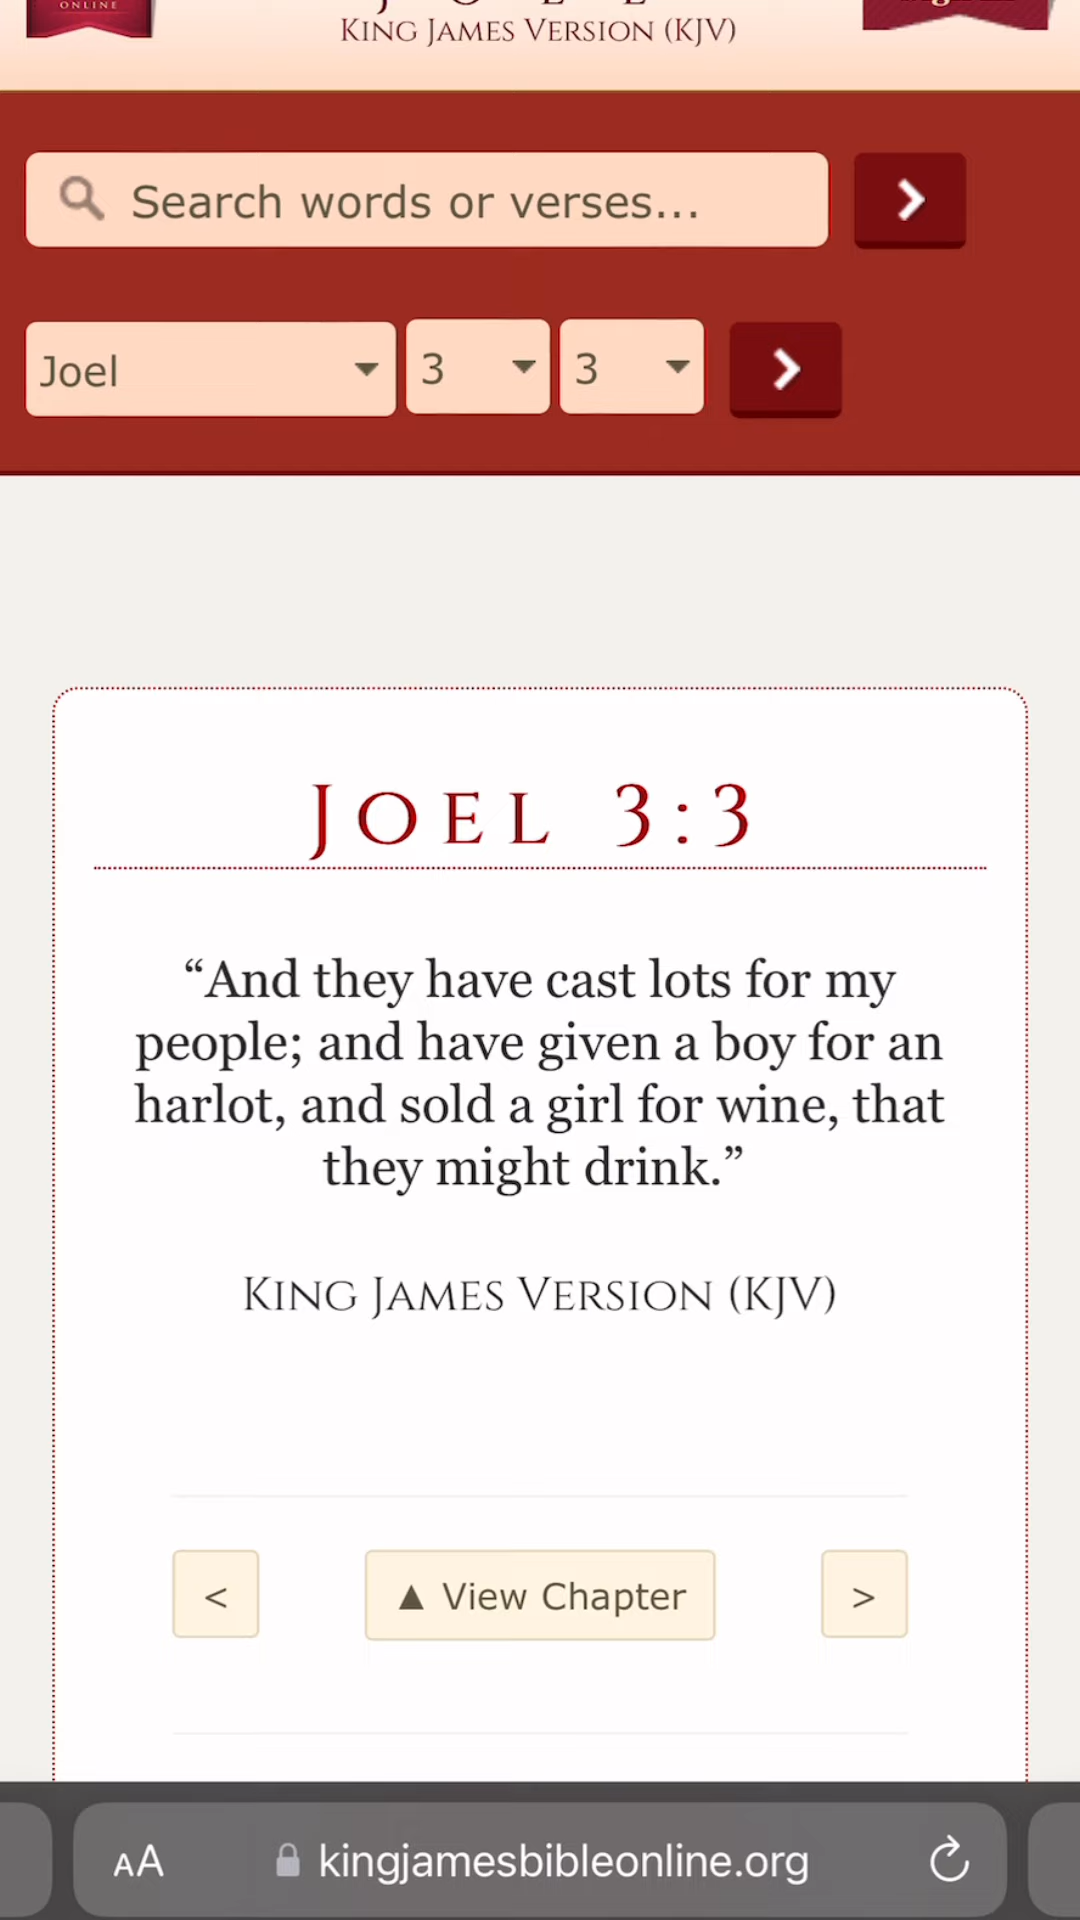 ONLINE
KING JAMES VERSION (KJV)
Search words or verses...
Joel
3
3
JOEL 3:3
“And they have cast lots for my
people; and have given a boy for an
harlot, and sold a girl for wine, that
they might drink.”
KING JAMES VERSION (KJV)
<
▲ View Chapter
>
AA
kingjamesbibleonline.org